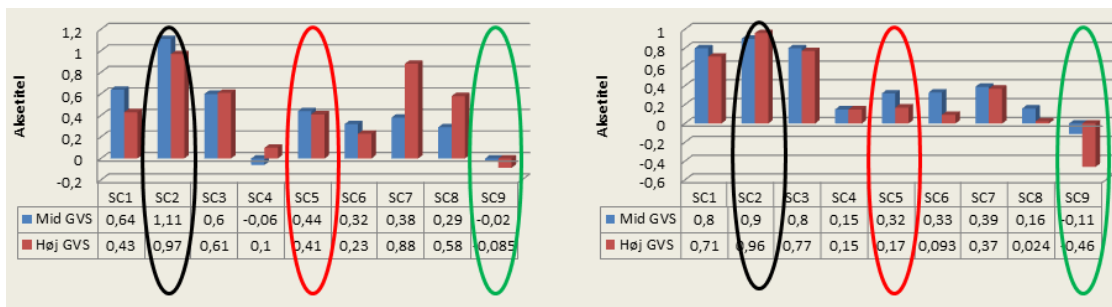 Aksetitel
1,2
1
0,8
0,6
0,4
0,2
0
-0,2
SC1 SC2 SC3 SC4 SC5 SC6 SC7 SC8 SC9
Mid GVS 0,64 1,11 0,6 -0,06 0,44 0,32 0,38 0,29 -0,02
Høj GVS 0,43 0,97 0,61 0,1 0,41 0,23 0,88 0,58 -0,085
Aksetitel
1
0,8
0,6
0,4
0,2
0
-0,2
-0,4
-0,6
SC1 SC2 SC3 SC4 SC5 SC6 SC7 SC8 SC9
Mid GVS 0,8 0,9 0,8 0,15 0,32 0,33 0,39 0,16 -0,11
Høj GVS 0,71 0,96 0,77 0,15 0,17 0,093 0,37 0,024 -0,46